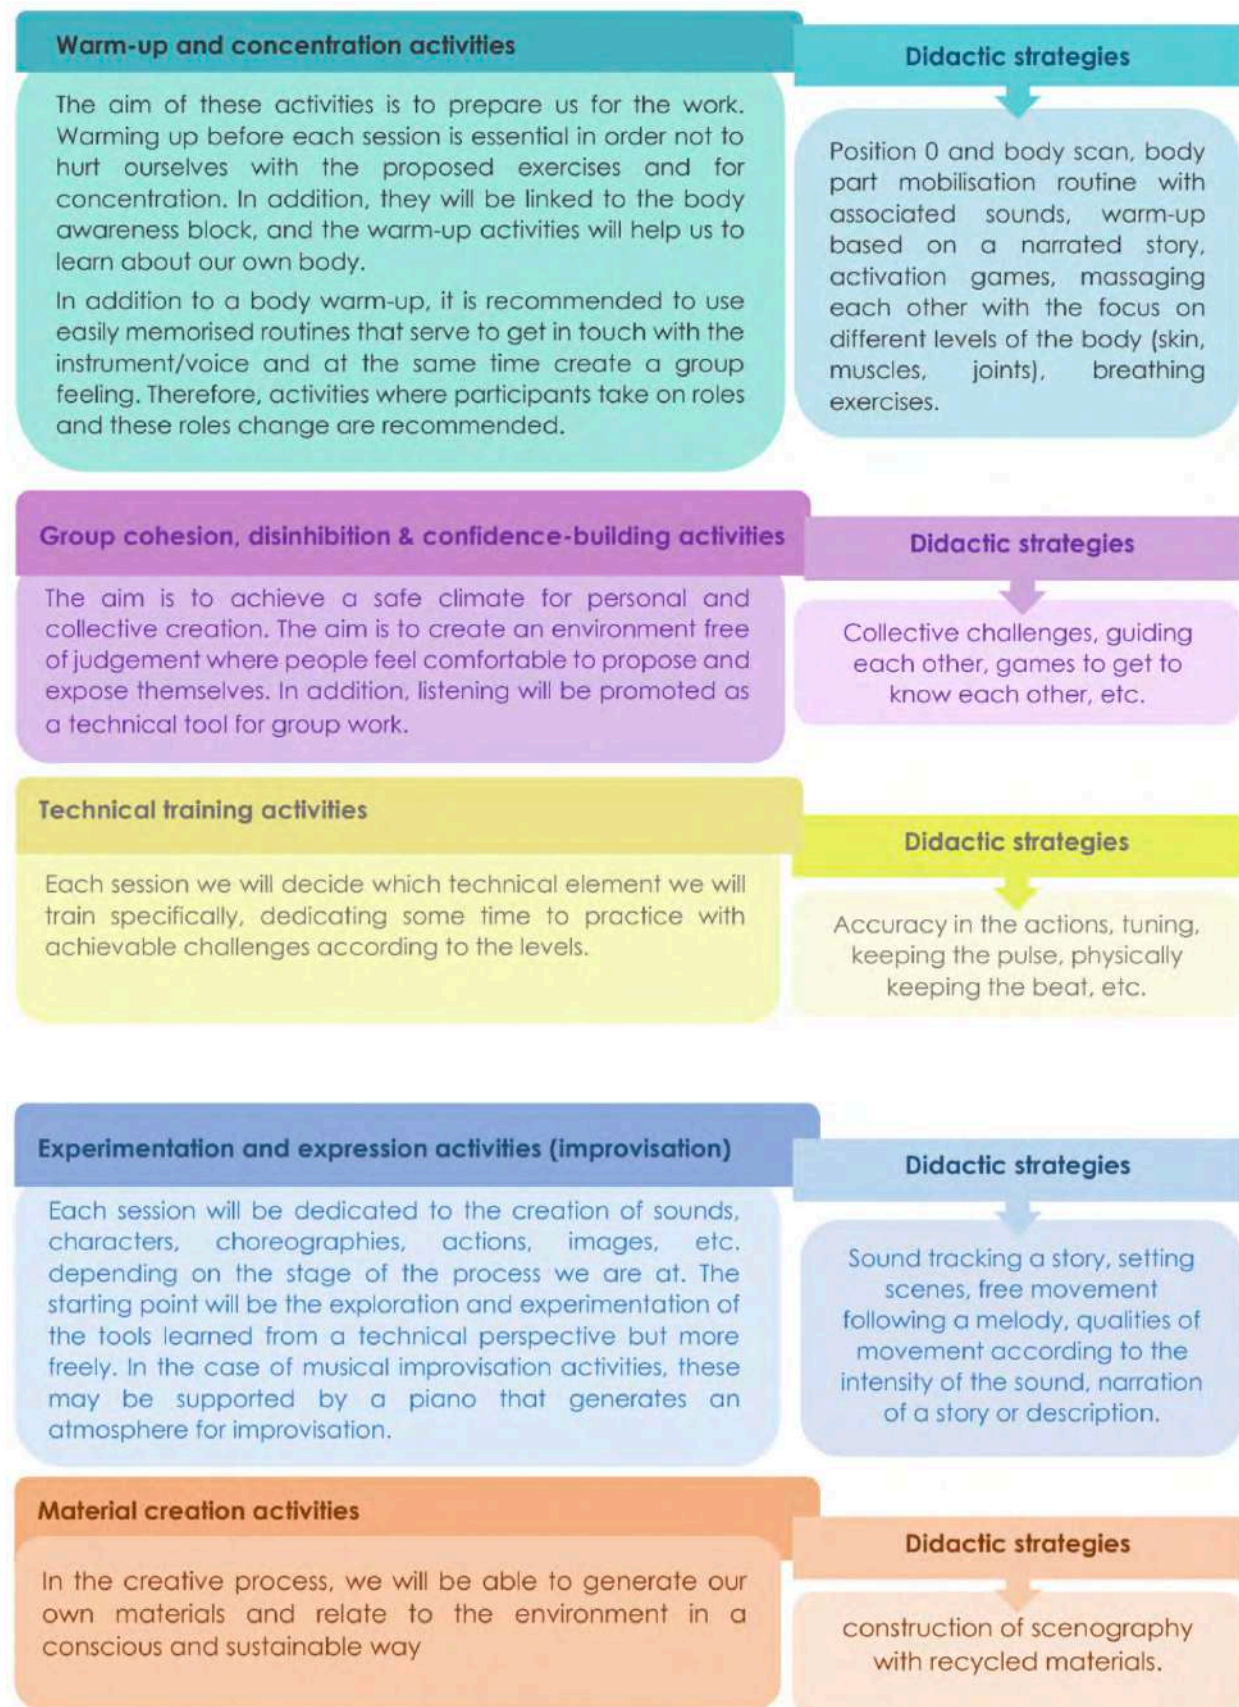 Warm-up and concentration activities
The aim of these activities is to prepare us for the work.
Warming up before each session is essential in order not to
hurt ourselves with the proposed exercises and for
concentration. In addition, they will be linked to the body
awareness block, and the warm-up activities will help us to
learn about our own body.
In addition to a body warm-up, it is recommended to use
easily memorised routines that serve to get in touch with the
instrument/voice and at the same time create a group
feeling. Therefore, activities where participants take on roles
and these roles change are recommended.
Didactic strategies
Position 0 and body scan, body
part mobilisation routine with
associated sounds, warm-up
based on a narrated story,
activation games, massaging
each other with the focus on
different levels of the body (skin,
muscles, joints), breathing
exercises.
Group cohesion, disinhibition & confidence-building activities
The aim is to achieve a safe climate for personal and
collective creation. The aim is to create an environment free
of judgement where people feel comfortable to propose and
expose themselves. In addition, listening will be promoted as
a technical tool for group work.
Didactic strategies
Collective challenges, guiding
each other, games to get to
know each other, etc.
Technical training activities
Each session we will decide which technical element we will
train specifically, dedicating some time to practice with
achievable challenges according to the levels.
Didactic strategies
Accuracy in the actions, tuning,
keeping the pulse, physically
keeping the beat, etc.
Experimentation and expression activities (improvisation)
Each session will be dedicated to the creation of sounds,
characters, choreographies, actions, images, etc.
depending on the stage of the process we are at. The
starting point will be the exploration and experimentation of
the tools learned from a technical perspective but more
freely. In the case of musical improvisation activities, these
may be supported by a piano that generates an
atmosphere for improvisation.
Didactic strategies
Sound tracking a story, setting
scenes, free movement
following a melody, qualities of
movement according to the
intensity of the sound, narration
of a story or description.
Material creation activities
In the creative process, we will be able to generate our
own materials and relate to the environment in a
conscious and sustainable way
Didactic strategies
construction of scenography
with recycled materials.